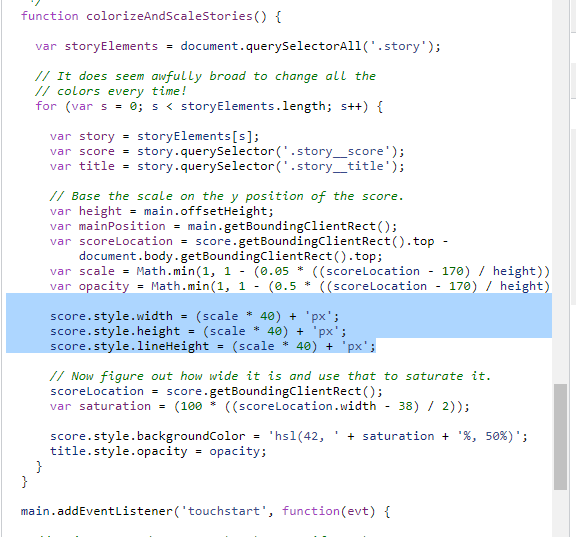 */
function colorizeAndScaleStories() {
var storyElements = document.querySelectorAll('.story');
// It does seem awfully broad to change all the
// colors every time!
for (var s = 0; s < storyElements.length; s++) {
var story = storyElements[s];
var score = story.querySelector('.story__score');
var title = story.querySelector('.story__title');
// Base the scale on the y position of the score.
var height = main.offsetHeight;
var mainPosition = main.getBoundingClientRect();
var scoreLocation = score.getBoundingClientRect().top -
document.body.getBoundingClientRect().top;
var scale = Math.min(1, 1 - (0.05 * ((scoreLocation - 170) / height))
var opacity = Math.min(1, 1 - (0.5 * ((scoreLocation - 170) / height)
score.style.width = (scale * 40) + 'px';
score.style.height = (scale * 40) + 'px';
score.style.lineHeight = (scale * 40) + 'px';
// Now figure out how wide it is and use that to saturate it.
scoreLocation = score.getBoundingClientRect();
var saturation = (100 * ((scoreLocation.width - 38) / 2));
score.style.backgroundColor = 'hsl(42, ' + saturation + '%, 50%)';
title.style.opacity = opacity;
}
}
main.addEventListener('touchstart', function(evt) {